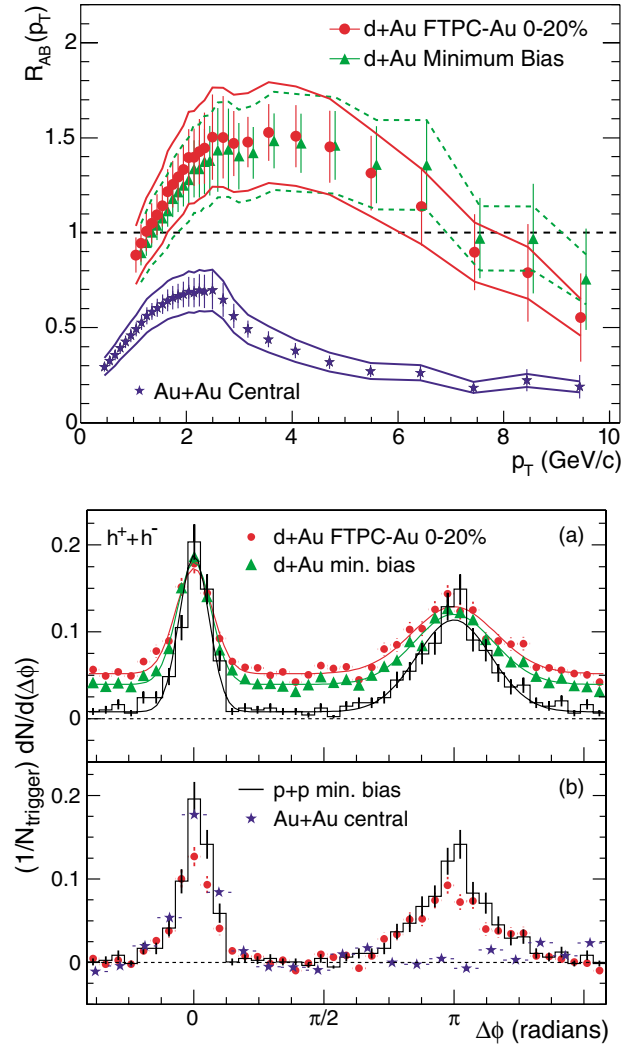 R_AB(p_T)
d+Au FTPC-Au 0-20%
d+Au Minimum Bias
2
1.5
1
0.5
0
Au+Au Central
0 2 4 6 8 10
p_T (GeV/c)
(1/N_trigger) dN/d(Δϕ)
h⁺+h⁻
(a)
d+Au FTPC-Au 0-20%
d+Au min. bias
0.2
0.1
0
(b)
p+p min. bias
Au+Au central
0.2
0.1
0
0 π/2 π
Δϕ (radians)